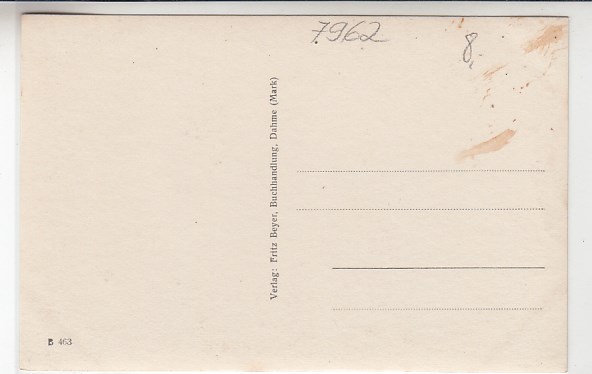 7962
8,
Verlag: Fritz Beyer, Buchhandlung, Dahme (Mark)
B 463